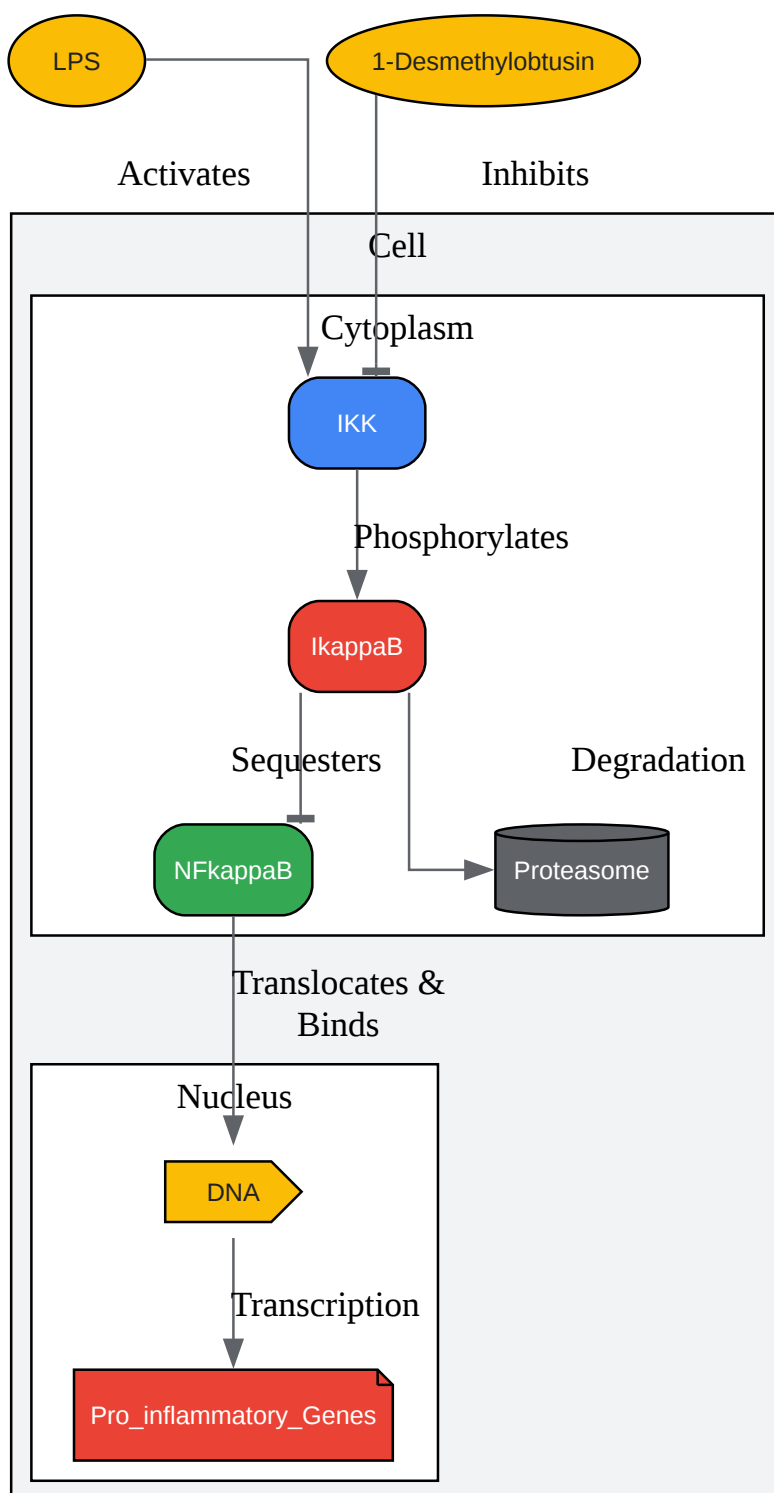 LPS
1-Desmethylobtusin
Activates
Inhibits
Cell
Cytoplasm
IKK
Phosphorylates
IkappaB
Sequesters
Degradation
NFkappaB
Proteasome
Translocates &
Binds
Nucleus
DNA
Transcription
Pro_inflammatory_Genes